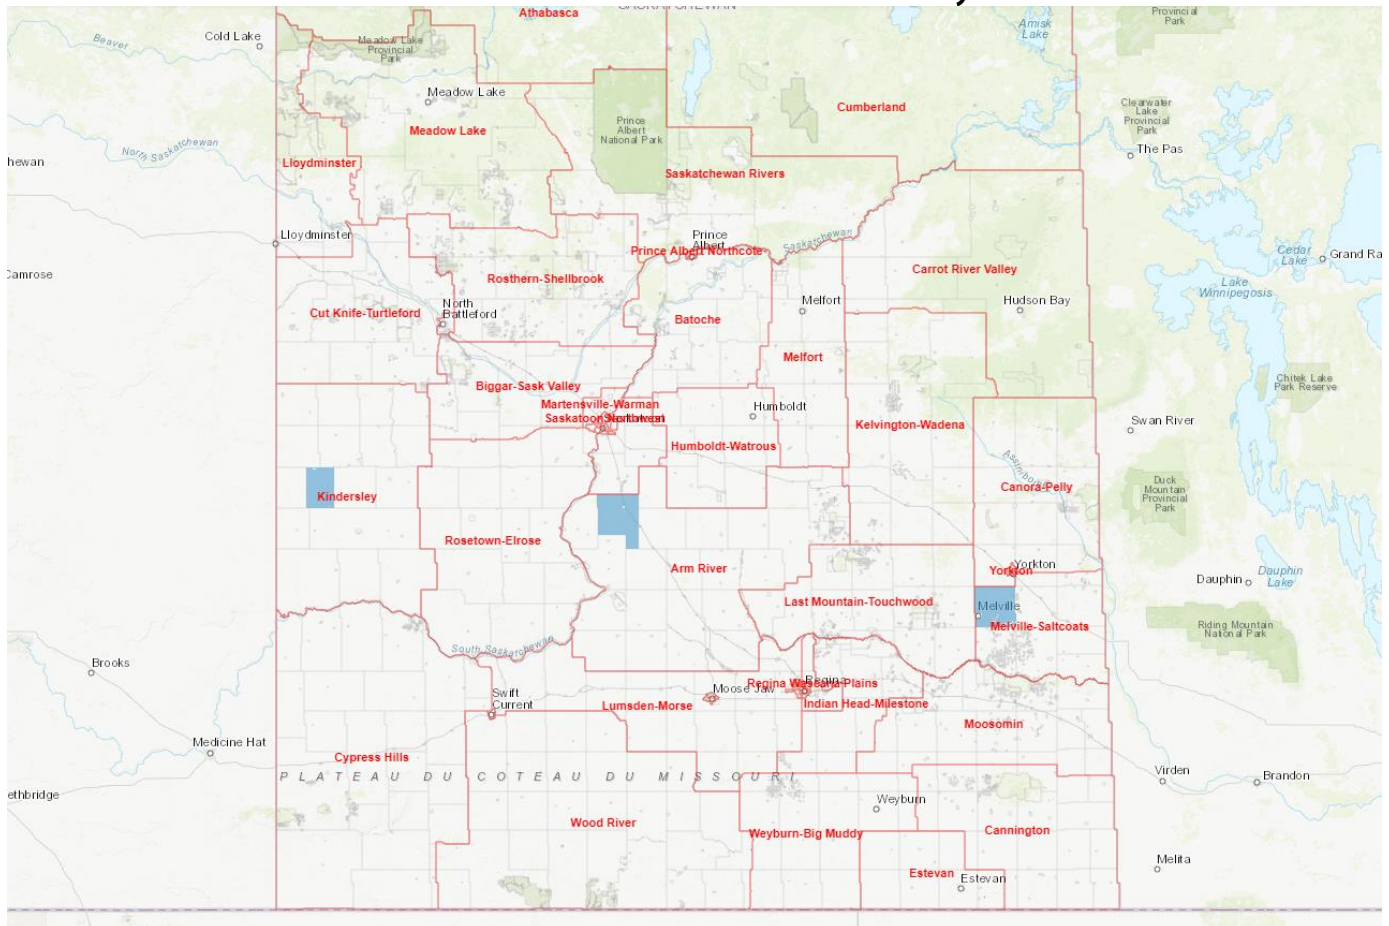 SASKATCHEWAN
Athabasca
Provincial
Park
Amisk
Lake
Cold Lake
Beaver
Meadow Lake
Provincial
Park
Meadow Lake
Meadow Lake
Prince
Albert
National Park
Cumberland
Clearwater
Lake
Provincial
Park
The Pas
North Saskatchewan
hewan
Lloydminster
Saskatchewan Rivers
Lloydminster
Prince
Albert
Prince Albert Northcote
Saskatchewan
Cedar
Lake
Grand Ra
Camrose
Rosthern-Shellbrook
Carrot River Valley
Lake
Winnipegosis
Cut Knife-Turtleford
North
Battleford
Batoche
Melfort
Hudson Bay
Melfort
Biggar-Sask Valley
Chitek Lake
Park Reserve
Martensville-Warman
Humboldt
Kelvington-Wadena
Swan River
Humboldt-Watrous
Kindersley
Canora-Pelly
Duck
Mountain
Provincial
Park
Rosetown-Elrose
Arm River
Yorkton
Yorkton
Dauphin
Dauphin
Lake
Last Mountain-Touchwood
Melville
Melville-Saltcoats
Riding Mountain
National Park
South Saskatchewan
Brooks
Regina Wascana-Plains
Regina
Swift
Current
Moose Jaw
Lumsden-Morse
Indian Head-Milestone
Moosomin
Medicine Hat
Cypress Hills
PLATEAU DU COTEAU DU MISSOURI
Virden
Brandon
ethbridge
Weyburn
Wood River
Weyburn-Big Muddy
Cannington
Melita
Estevan
Estevan